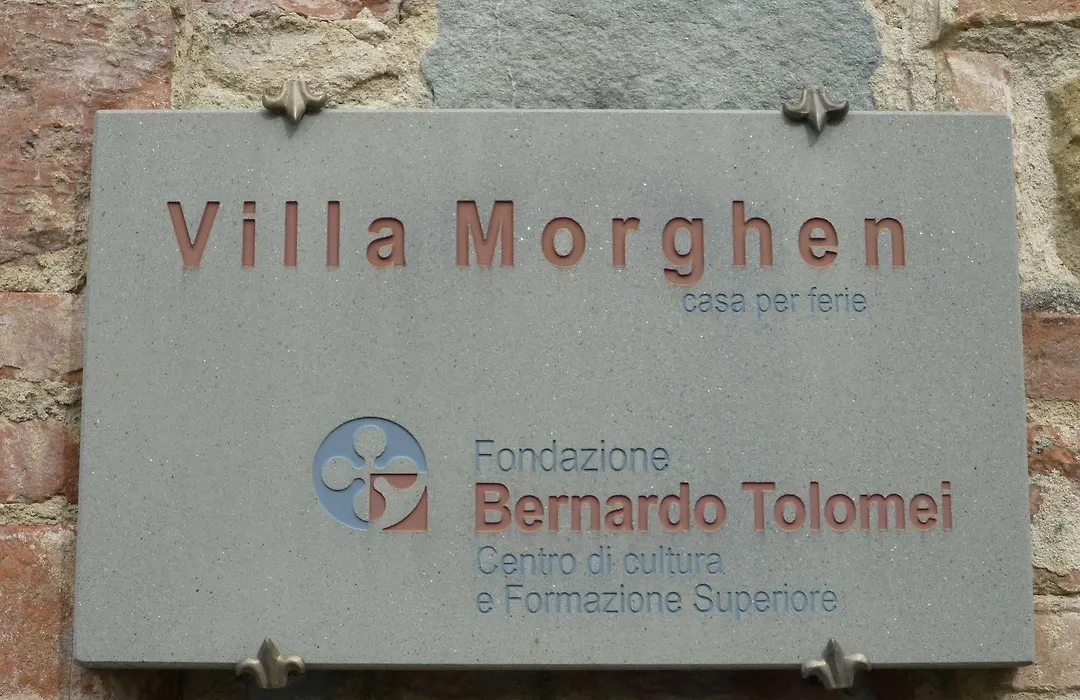 Villa Morghen
casa per ferie
Fondazione
Bernardo Tolomei
Centro di cultura
e Formazione Superiore